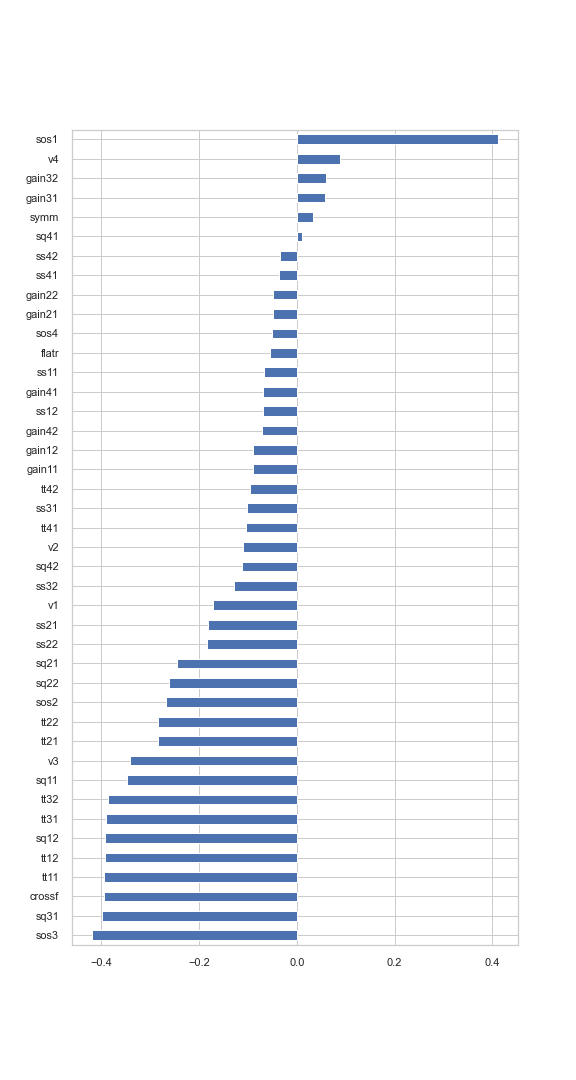 sos1
v4
gain32
gain31
symm
sq41
ss42
ss41
gain22
gain21
sos4
flatr
ss11
gain41
ss12
gain42
gain12
gain11
tt42
ss31
tt41
v2
sq42
ss32
v1
ss21
ss22
sq21
sq22
sos2
tt22
tt21
v3
sq11
tt32
tt31
sq12
tt12
tt11
crossf
sq31
sos3
−0.4 −0.2 0.0 0.2 0.4